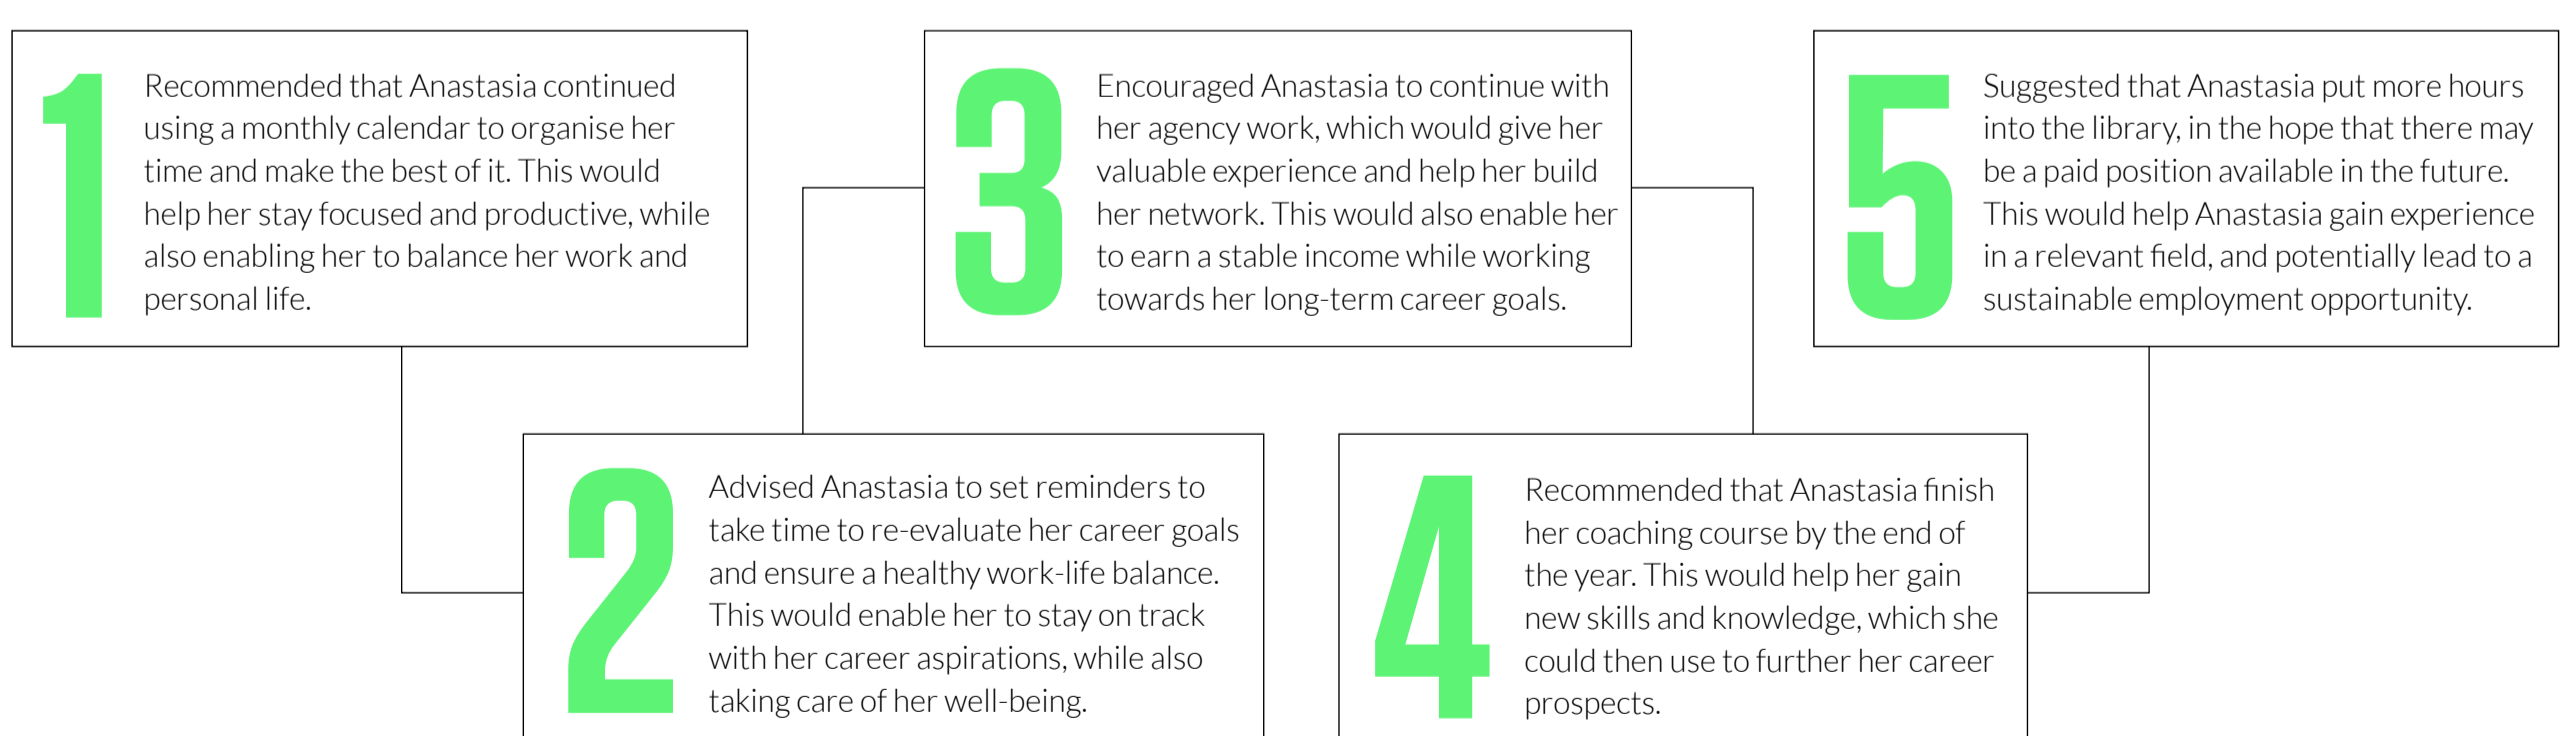 1
Recommended that Anastasia continued
using a monthly calendar to organise her
time and make the best of it. This would
help her stay focused and productive, while
also enabling her to balance her work and
personal life.
2
Advised Anastasia to set reminders to
take time to re-evaluate her career goals
and ensure a healthy work-life balance.
This would enable her to stay on track
with her career aspirations, while also
taking care of her well-being.
3
Encouraged Anastasia to continue with
her agency work, which would give her
valuable experience and help her build
her network. This would also enable her
to earn a stable income while working
towards her long-term career goals.
4
Recommended that Anastasia finish
her coaching course by the end of
the year. This would help her gain
new skills and knowledge, which she
could then use to further her career
prospects.
5
Suggested that Anastasia put more hours
into the library, in the hope that there may
be a paid position available in the future.
This would help Anastasia gain experience
in a relevant field, and potentially lead to a
sustainable employment opportunity.